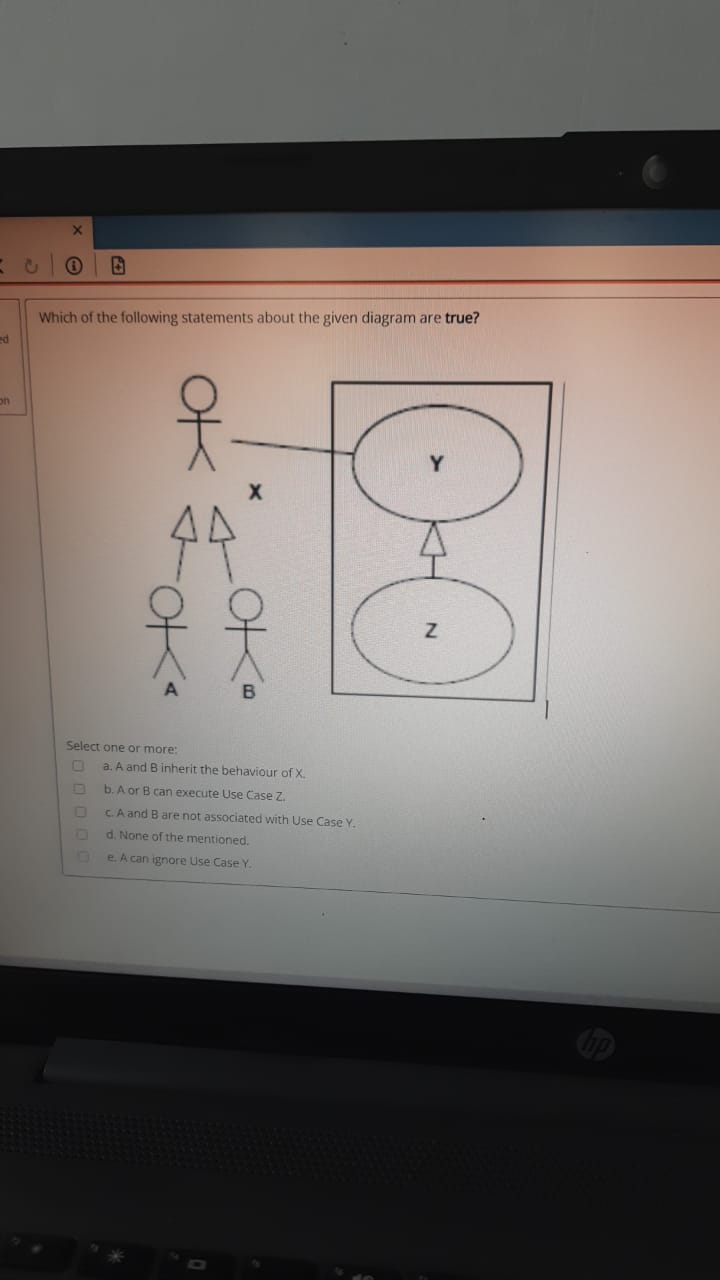 ed
on
Which of the following statements about the given diagram are true?
X
Y
Z
A
B
Select one or more:
a. A and B inherit the behaviour of X.
b. A or B can execute Use Case Z.
c. A and B are not associated with Use Case Y.
d. None of the mentioned.
e. A can ignore Use Case Y.
hp